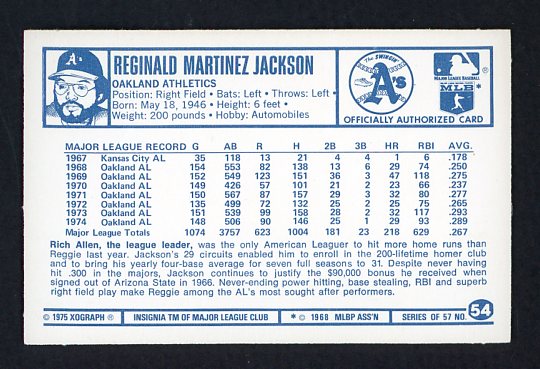 REGINALD MARTINEZ JACKSON
OAKLAND ATHLETICS
Position: Right Field • Bats: Left • Throws: Left •
Born: May 18, 1946 • Height: 6 feet •
Weight: 200 pounds • Hobby: Automobiles
A's
The SWINGIN' A's
MAJOR LEAGUE BASEBALL
MLB *
OFFICIALLY AUTHORIZED CARD
MAJOR LEAGUE RECORD G AB R H 2B 3B HR RBI AVG.
1967 Kansas City AL 35 118 13 21 4 4 1 6 .178
1968 Oakland AL 154 553 82 138 13 6 29 74 .250
1969 Oakland AL 152 549 123 151 36 3 47 118 .275
1970 Oakland AL 149 426 57 101 21 2 23 66 .237
1971 Oakland AL 150 567 87 157 29 3 32 80 .277
1972 Oakland AL 135 499 72 132 25 2 25 75 .265
1973 Oakland AL 151 539 99 158 28 2 32 117 .293
1974 Oakland AL 148 506 90 146 25 1 29 93 .289
Major League Totals 1074 3757 623 1004 181 23 218 629 .267
Rich Allen, the league leader, was the only American Leaguer to hit more home runs than
Reggie last year. Jackson's 29 circuits enabled him to enroll in the 200-lifetime homer club
and to bring his yearly four-base average for seven full seasons to 31. Despite never having
hit .300 in the majors, Jackson continues to justify the $90,000 bonus he received when
signed out of Arizona State in 1966. Never-ending power hitting, base stealing, RBI and superb
right field play make Reggie among the AL's most sought after performers.
© 1975 XOGRAPH ® INSIGNIA TM OF MAJOR LEAGUE CLUB * © 1968 MLBP ASS'N SERIES OF 57 NO. 54